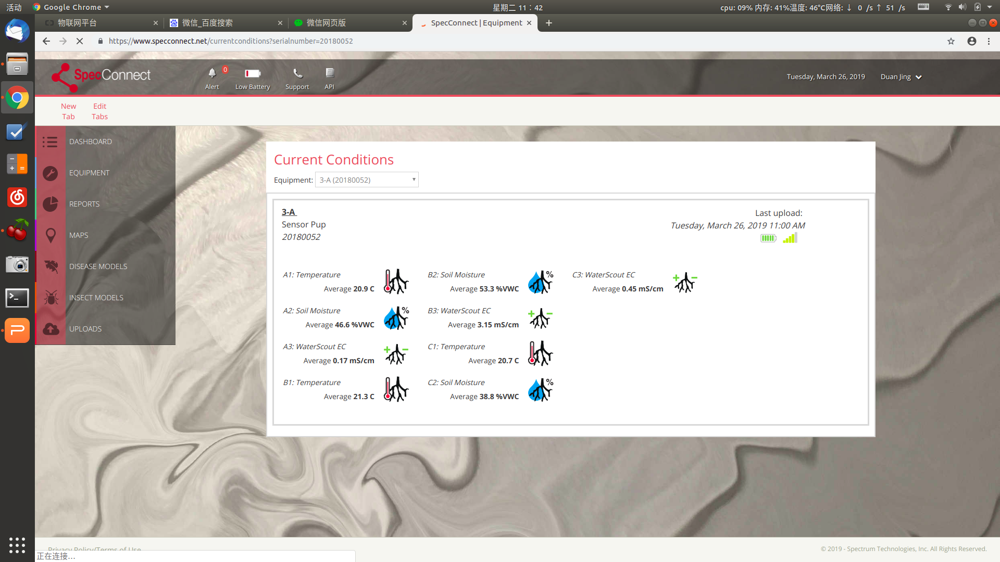 活动
Google Chrome
星期二 11：42
cpu: 09% 内存: 41%温度: 46℃网络: ↓ 0 /s ↑ 51 /s
物联网平台
微信_百度搜索
微信网页版
SpecConnect | Equipment
https://www.specconnect.net/currentconditions?serialnumber=20180052
SpecConnect
0
Alert
Low Battery
Support
API
Tuesday, March 26, 2019
Duan Jing
New Tab
Edit Tabs
DASHBOARD
EQUIPMENT
REPORTS
MAPS
DISEASE MODELS
INSECT MODELS
UPLOADS
Current Conditions
Equipment: 3-A (20180052)
3-A
Sensor Pup
20180052
Last upload:
Tuesday, March 26, 2019 11:00 AM
A1: Temperature
Average 20.9 C
A2: Soil Moisture
Average 46.6 %VWC
A3: WaterScout EC
Average 0.17 mS/cm
B1: Temperature
Average 21.3 C
B2: Soil Moisture
Average 53.3 %VWC
B3: WaterScout EC
Average 3.15 mS/cm
C1: Temperature
Average 20.7 C
C2: Soil Moisture
Average 38.8 %VWC
C3: WaterScout EC
Average 0.45 mS/cm
Privacy Policy/Terms of Use
© 2019 - Spectrum Technologies, Inc. All Rights Reserved.
正在连接...